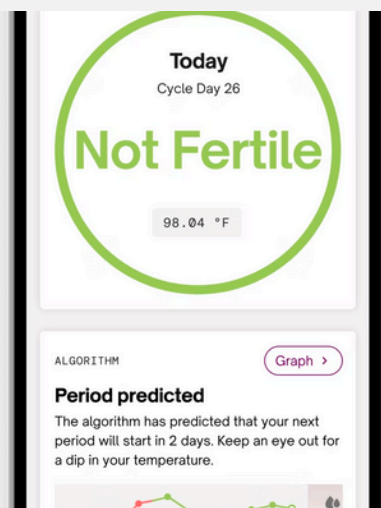 Today
Cycle Day 26
Not Fertile
98.04 °F
ALGORITHM
Graph >
Period predicted
The algorithm has predicted that your next
period will start in 2 days. Keep an eye out for
a dip in your temperature.